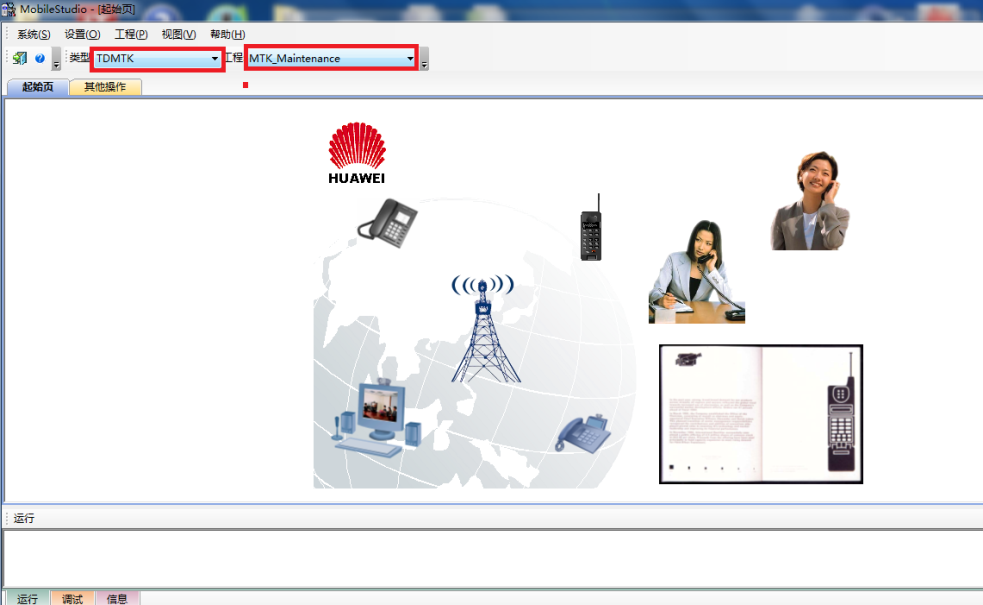 MobileStudio - [起始页]
系统(S) 设置(O) 工程(P) 视图(V) 帮助(H)
类型 TDMTK 工程 MTK_Maintenance
起始页 其他操作
HUAWEI
运行
运行 调试 信息